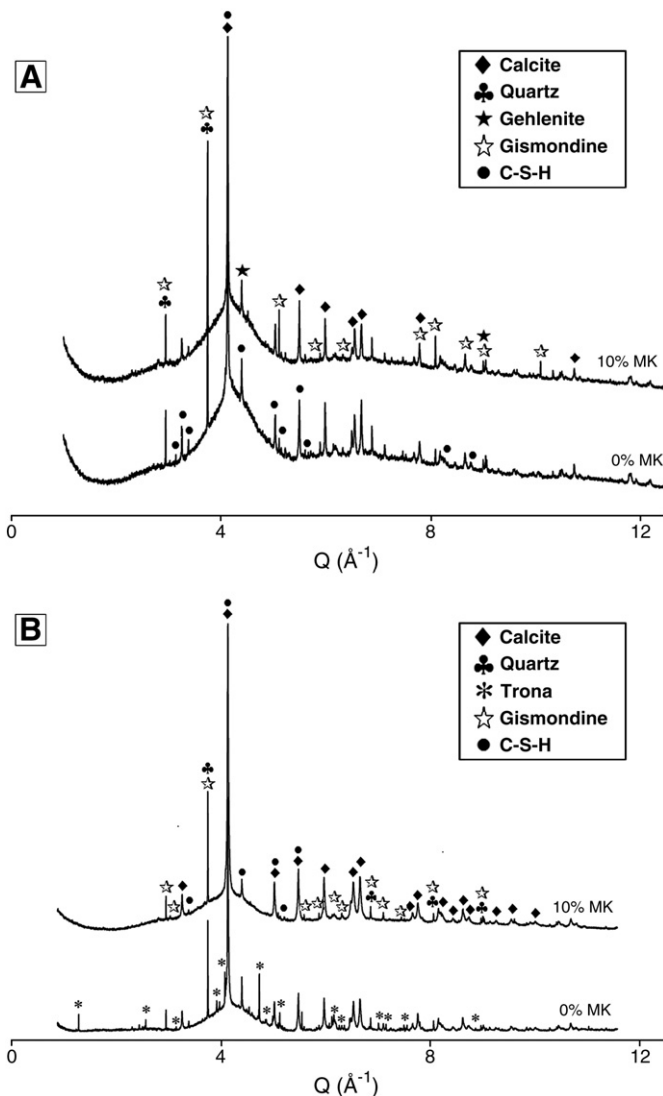 A
Calcite
Quartz
Gehlenite
Gismondine
C-S-H
10% MK
0% MK
0 4 8 12
Q (Å⁻¹)
B
Calcite
Quartz
Trona
Gismondine
C-S-H
10% MK
0% MK
0 4 8 12
Q (Å⁻¹)